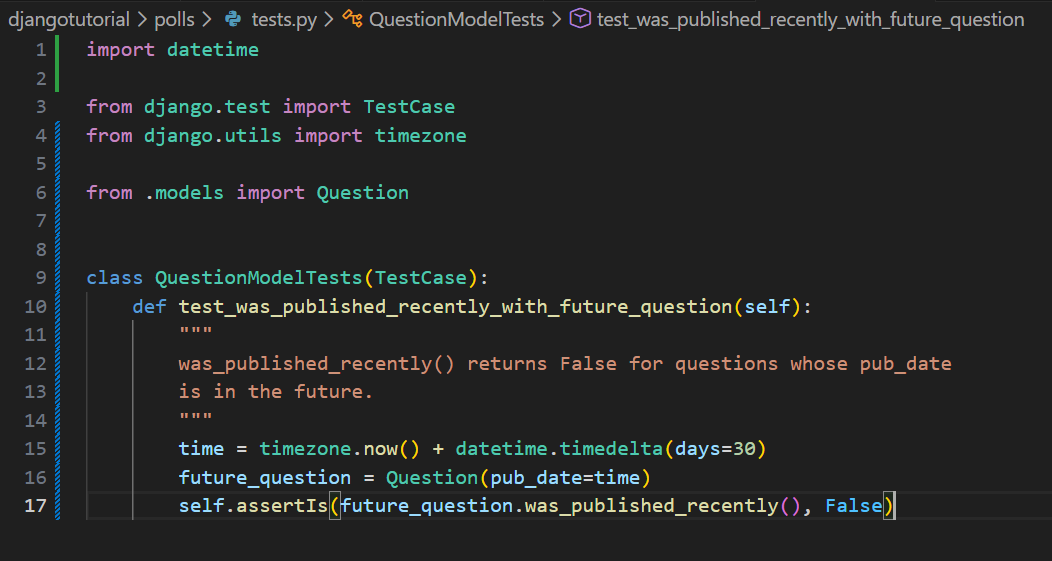 djangotutorial > polls > tests.py > QuestionModelTests > test_was_published_recently_with_future_question
1 import datetime
2
3 from django.test import TestCase
4 from django.utils import timezone
5
6 from .models import Question
7
8
9 class QuestionModelTests(TestCase):
10     def test_was_published_recently_with_future_question(self):
11         """
12         was_published_recently() returns False for questions whose pub_date
13         is in the future.
14         """
15         time = timezone.now() + datetime.timedelta(days=30)
16         future_question = Question(pub_date=time)
17         self.assertIs(future_question.was_published_recently(), False)